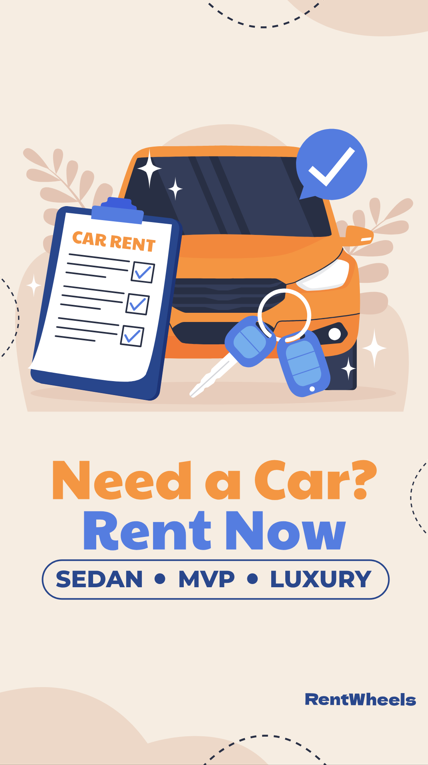 CAR RENT
Need a Car?
Rent Now
SEDAN • MVP • LUXURY
RentWheels